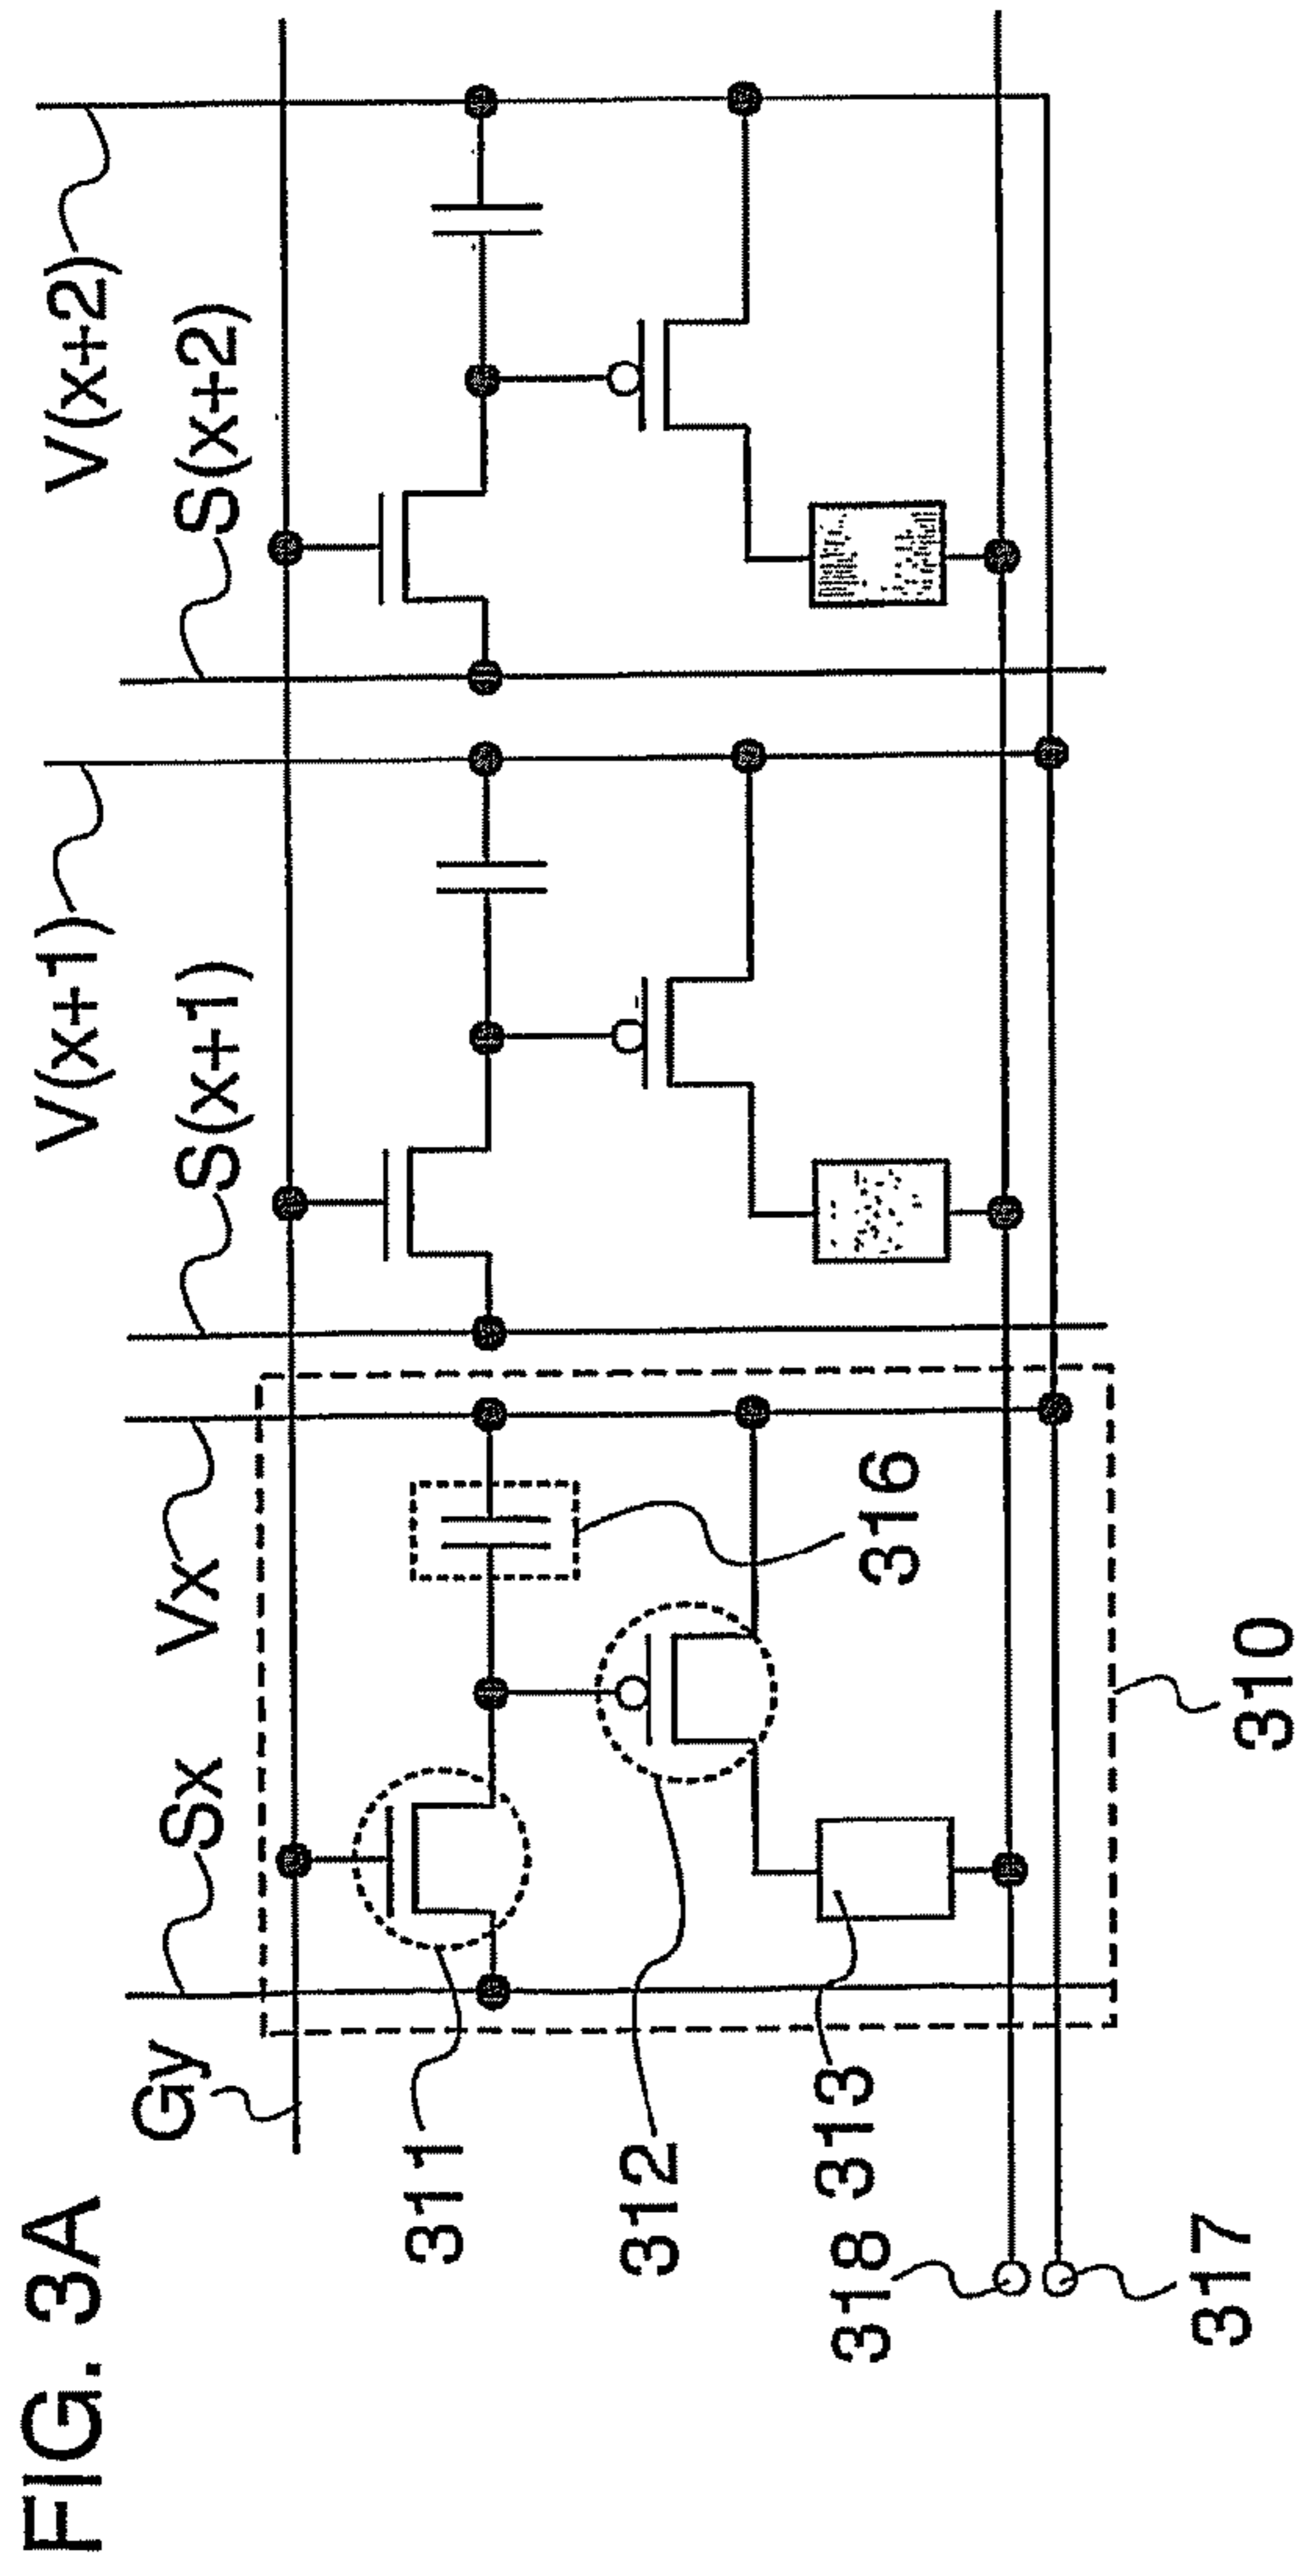 FIG. 3A
Gy
Sx
Vx
S(x+1)
V(x+1)
S(x+2)
V(x+2)
311
312
313
316
318
317
310